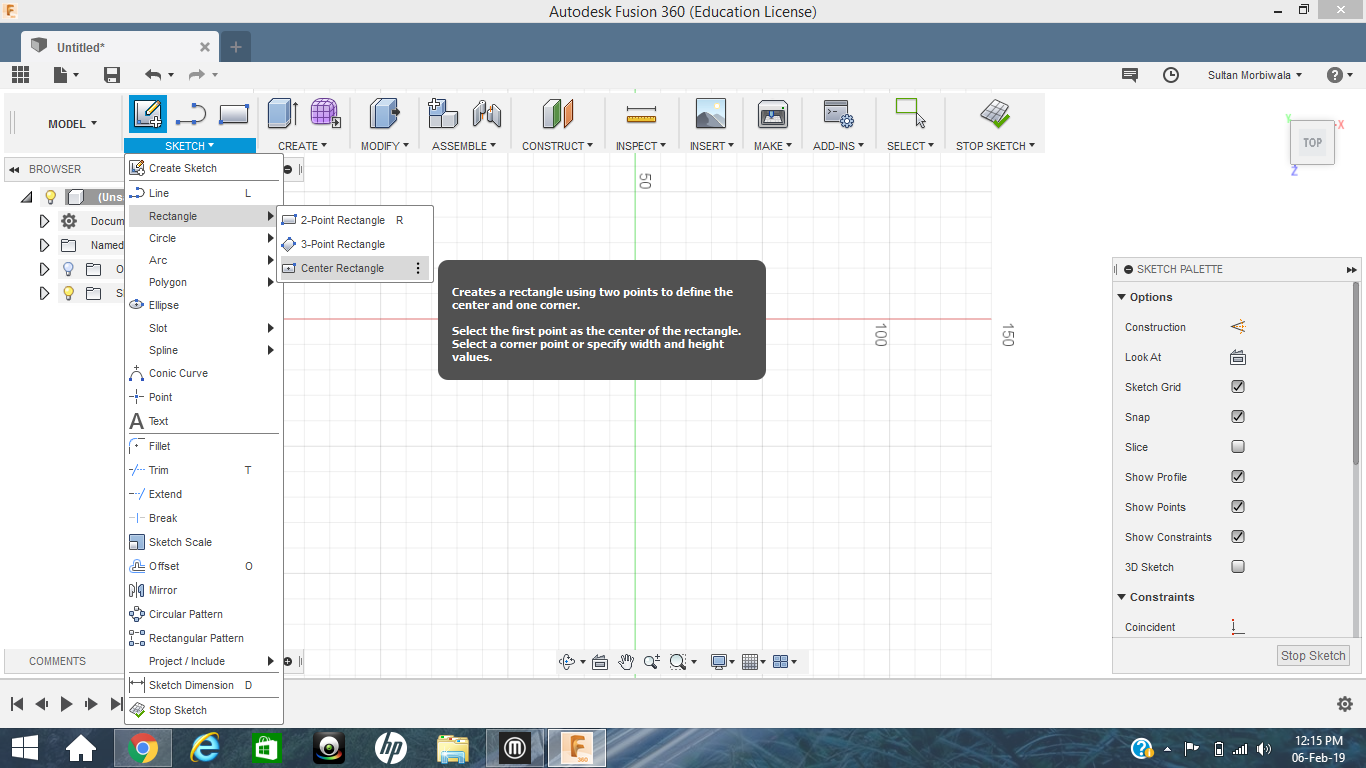 Autodesk Fusion 360 (Education License)
Untitled*
Sultan Morbiwala
MODEL
SKETCH
CREATE
MODIFY
ASSEMBLE
CONSTRUCT
INSPECT
INSERT
MAKE
ADD-INS
SELECT
STOP SKETCH
BROWSER
(Uns
Docum
Named
O
S
Create Sketch
Line L
Rectangle
Circle
Arc
Polygon
Ellipse
Slot
Spline
Conic Curve
Point
A Text
Fillet
Trim T
Extend
Break
Sketch Scale
Offset O
Mirror
Circular Pattern
Rectangular Pattern
Project / Include
Sketch Dimension D
Stop Sketch
2-Point Rectangle R
3-Point Rectangle
Center Rectangle
Creates a rectangle using two points to define the
center and one corner.
Select the first point as the center of the rectangle.
Select a corner point or specify width and height
values.
50
100
150
Y
X
TOP
Z
SKETCH PALETTE
Options
Construction
Look At
Sketch Grid
Snap
Slice
Show Profile
Show Points
Show Constraints
3D Sketch
Constraints
Coincident
Stop Sketch
COMMENTS
hp
F
360
12:15 PM
06-Feb-19